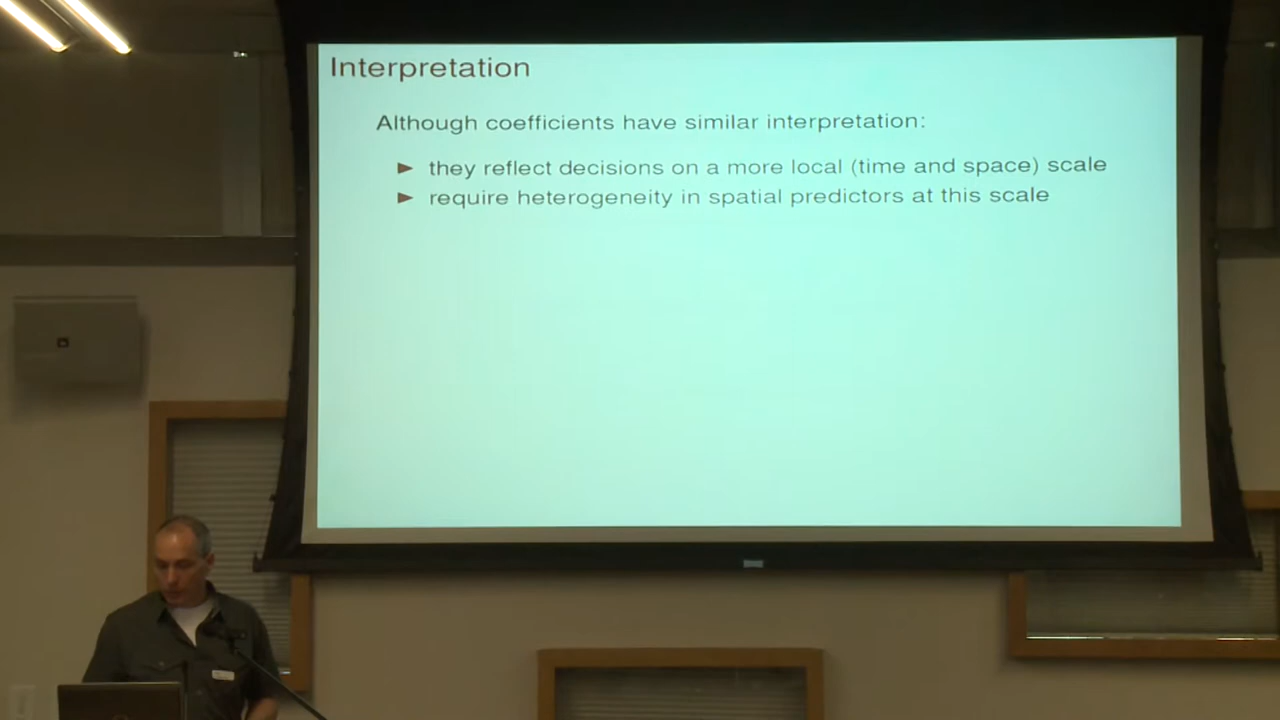 Interpretation
Although coefficients have similar interpretation:
► they reflect decisions on a more local (time and space) scale
► require heterogeneity in spatial predictors at this scale